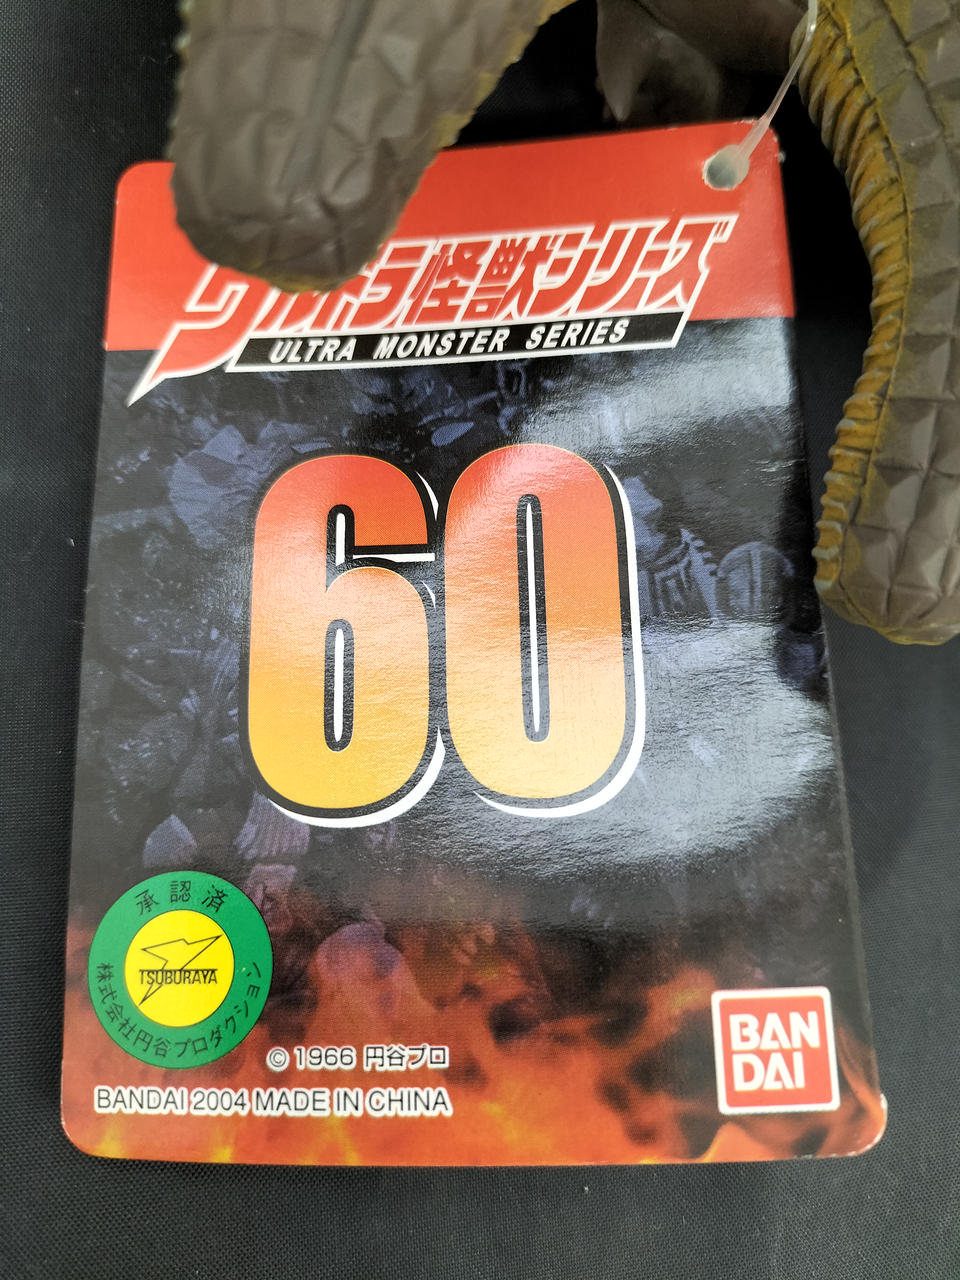 ウルトラ怪獣シリーズ
ULTRA MONSTER SERIES
60
承認済
TSUBURAYA
株式会社円谷プロダクション
© 1966 円谷プロ
BANDAI 2004 MADE IN CHINA
BAN
DAI